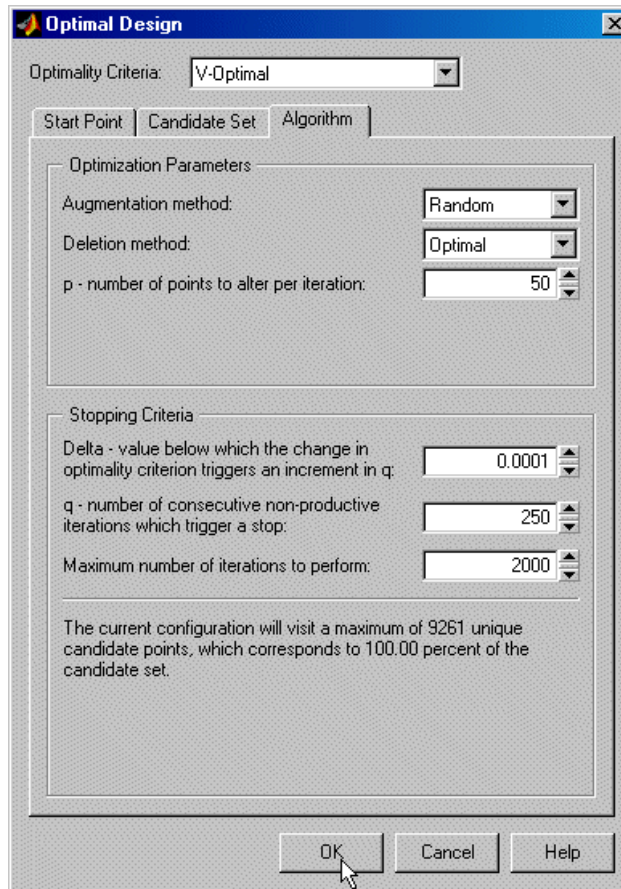 Optimal Design
Optimality Criteria: V-Optimal
Start Point Candidate Set Algorithm
Optimization Parameters
Augmentation method: Random
Deletion method: Optimal
p - number of points to alter per iteration: 50
Stopping Criteria
Delta - value below which the change in
optimality criterion triggers an increment in q: 0.0001
q - number of consecutive non-productive
iterations which trigger a stop: 250
Maximum number of iterations to perform: 2000
The current configuration will visit a maximum of 9261 unique
candidate points, which corresponds to 100.00 percent of the
candidate set.
OK Cancel Help